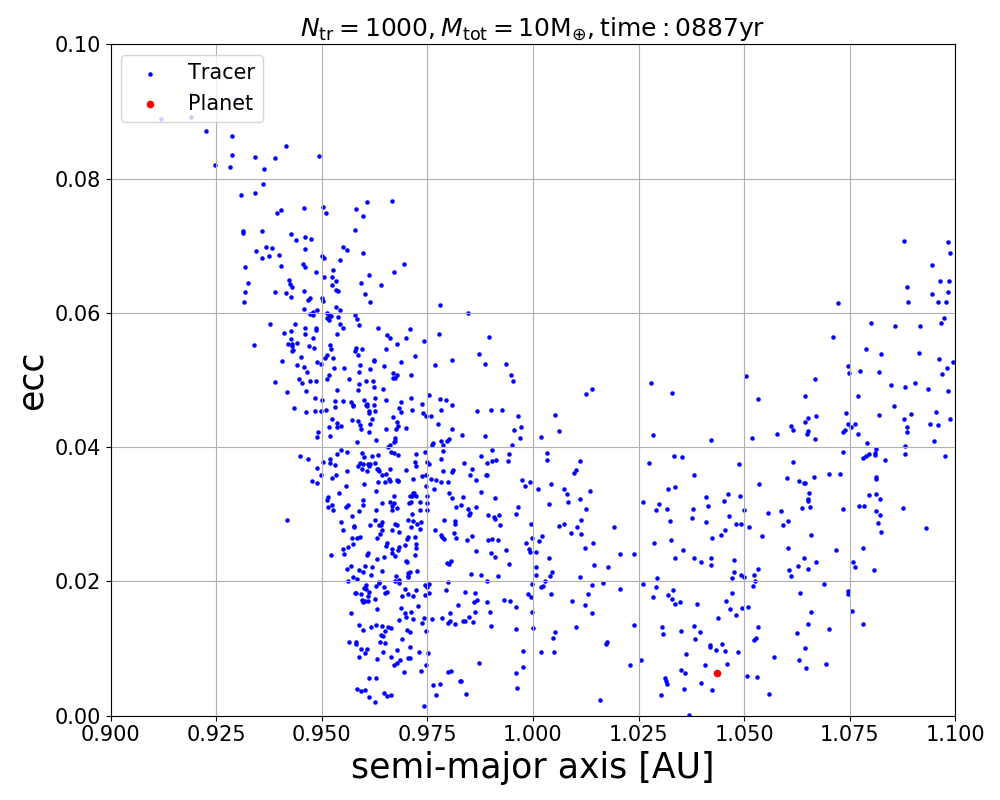 N_tr = 1000, M_tot = 10M_⊕, time : 0887yr
Tracer
Planet
ecc
0.10
0.08
0.06
0.04
0.02
0.00
0.900 0.925 0.950 0.975 1.000 1.025 1.050 1.075 1.100
semi-major axis [AU]